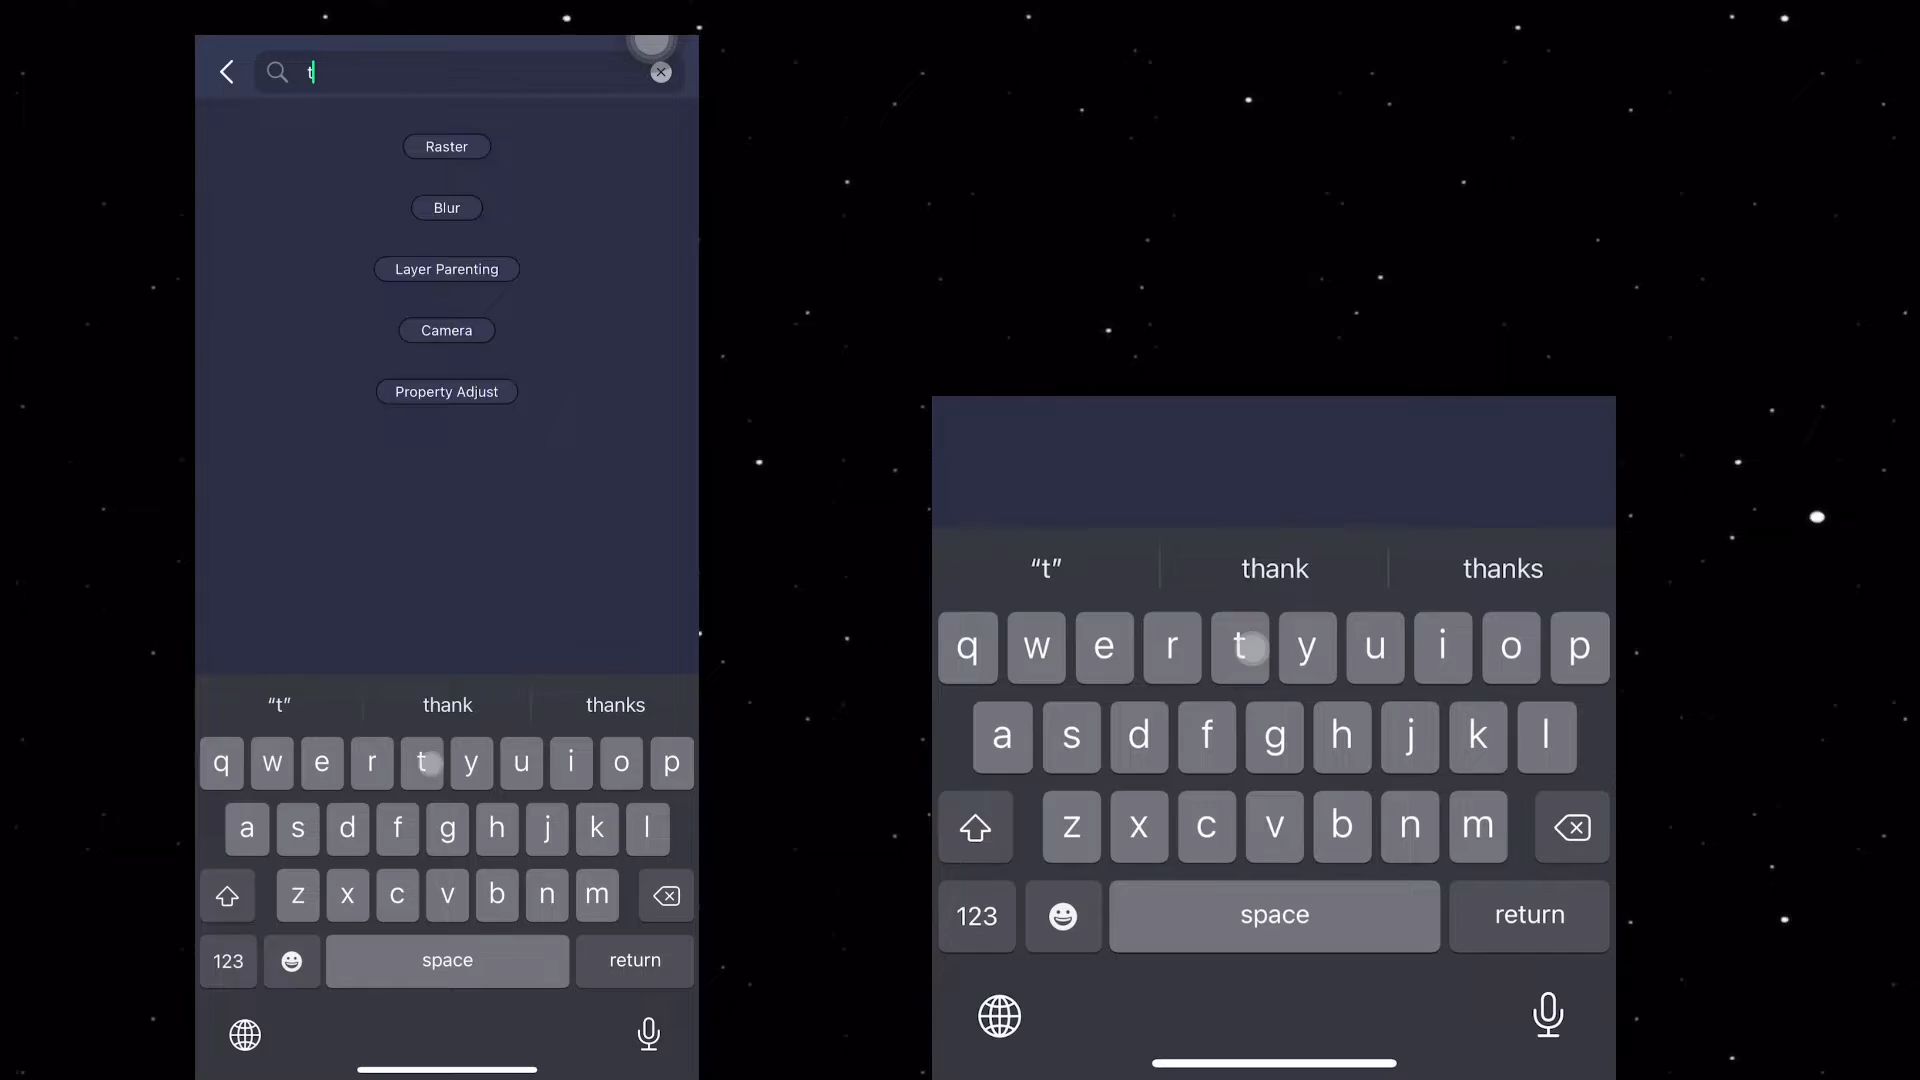 t
Raster
Blur
Layer Parenting
Camera
Property Adjust
“t” thank thanks
q w e r t y u i o p
a s d f g h j k l
z x c v b n m
123 space return
“t” thank thanks
q w e r t y u i o p
a s d f g h j k l
z x c v b n m
123 space return